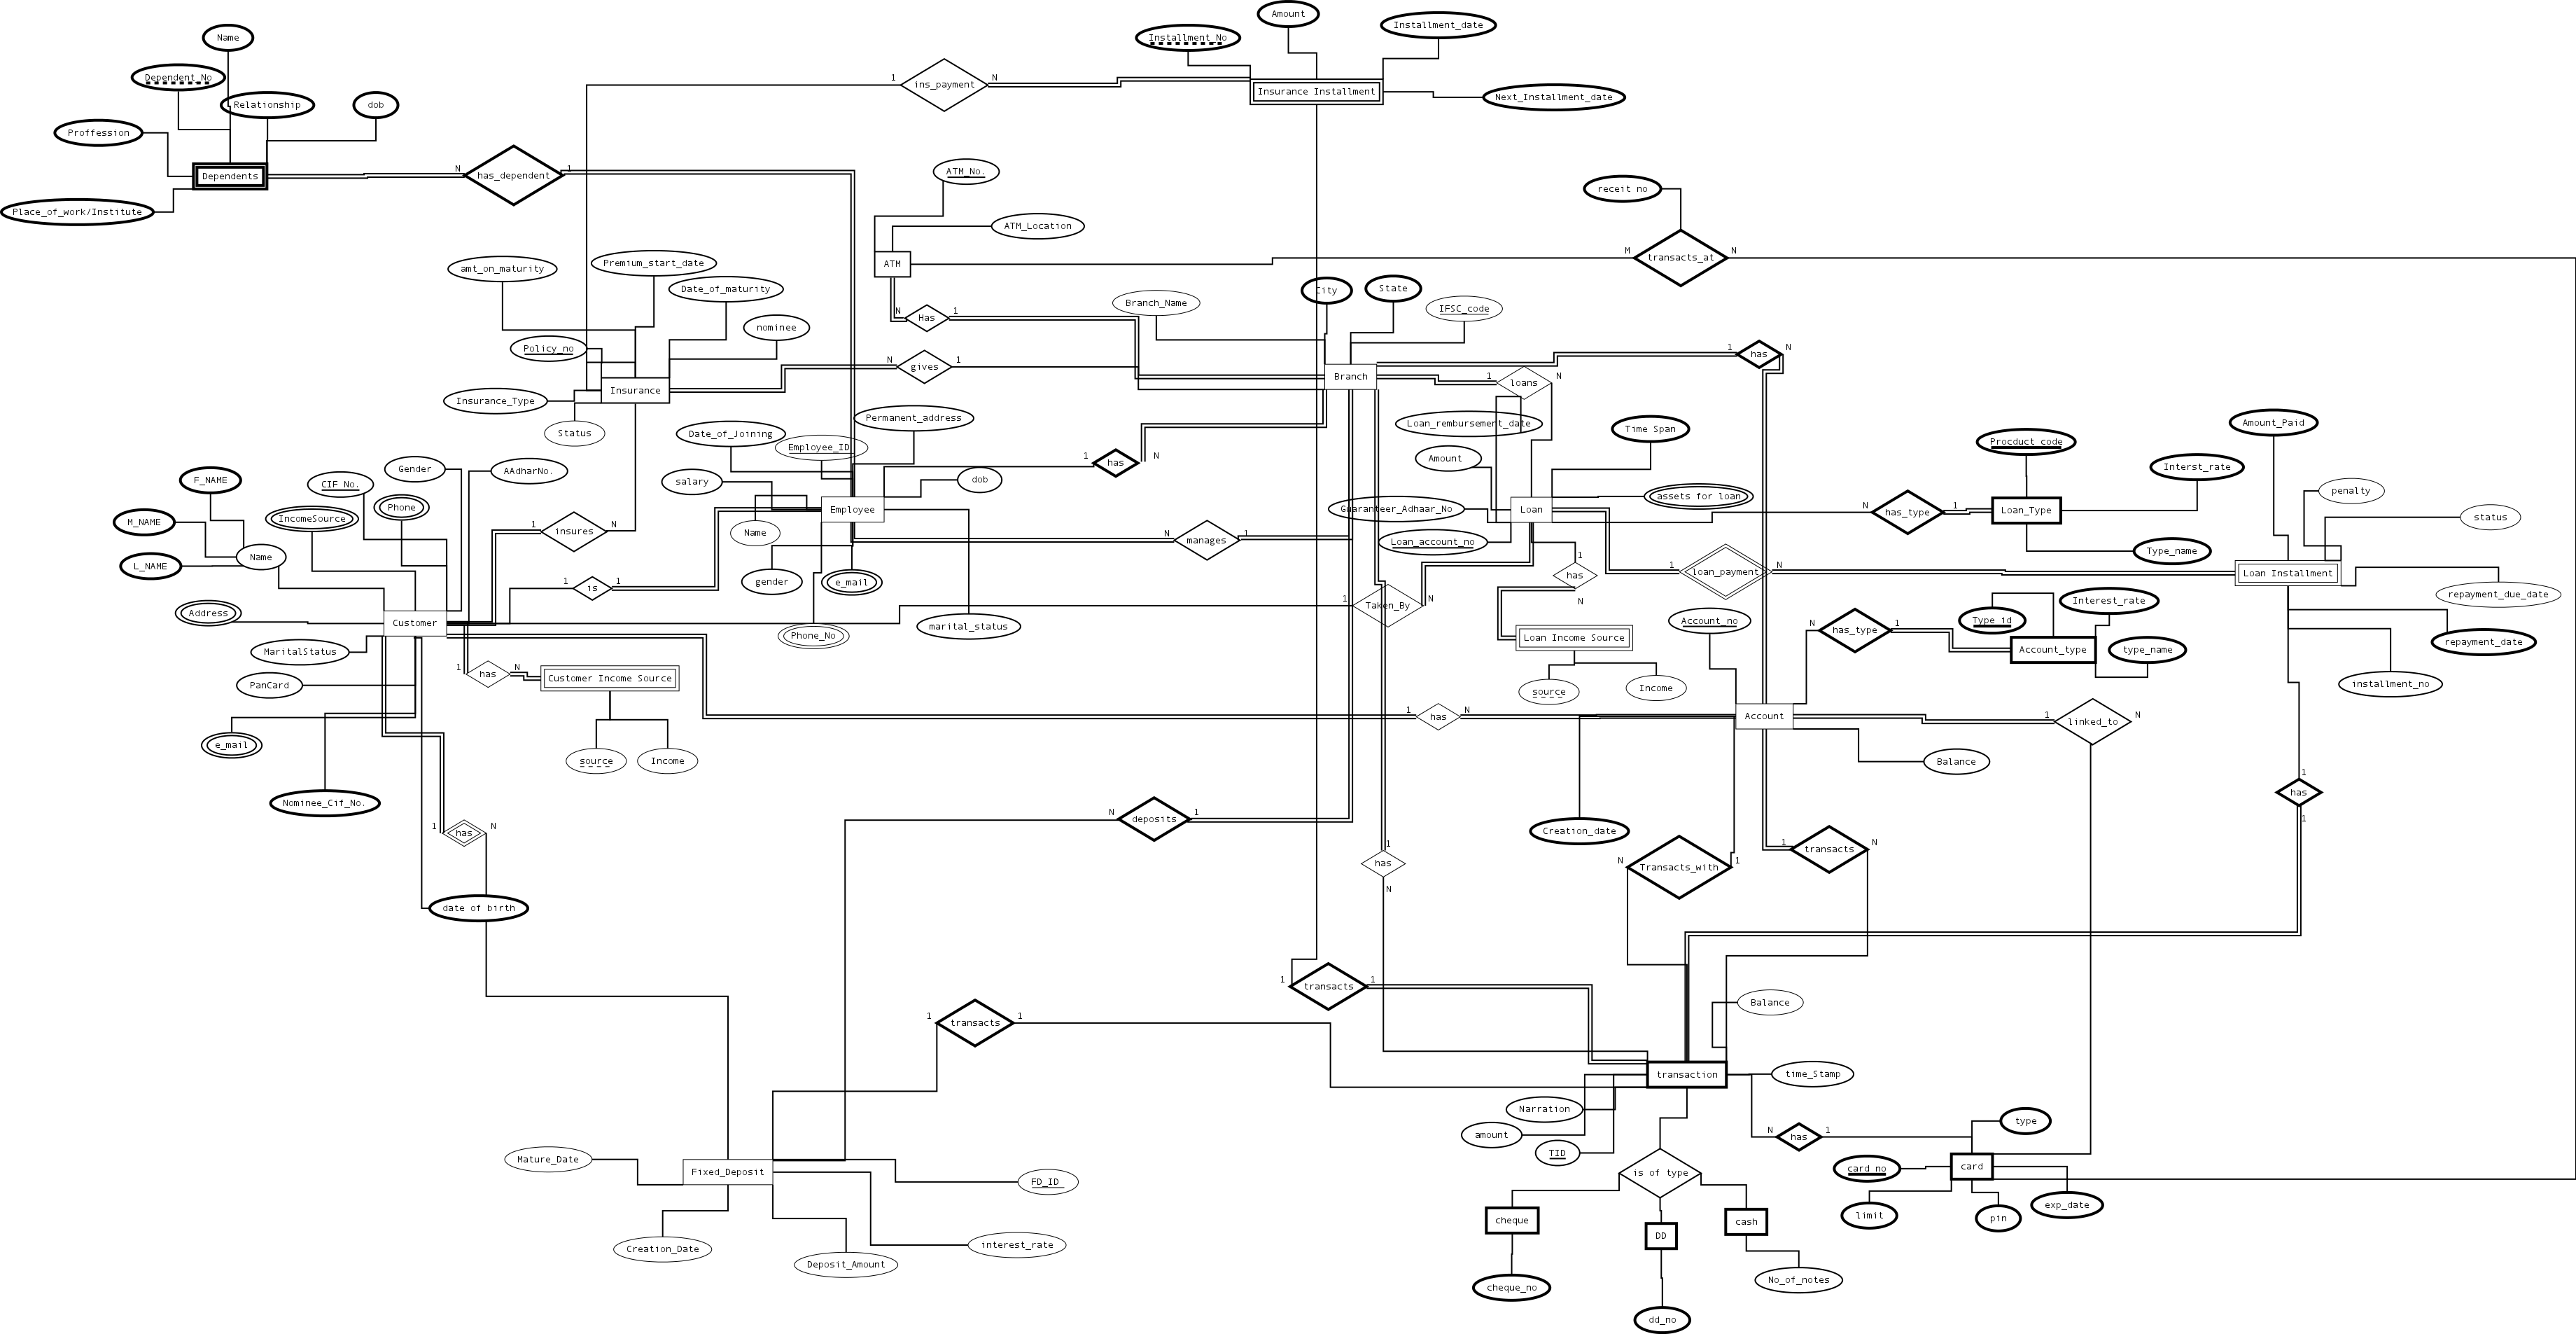 Amount
Installment_date
Name
Installment_No
Dependent_No
1
ins_payment
N
Insurance Installment
Next_Installment_date
Relationship
dob
Proffession
Dependents
N
has_dependent
1
ATM_No.
receit no
Place_of_work/Institute
ATM_Location
M
transacts_at
N
ATM
amt_on_maturity
Premium_start_date
Date_of_maturity
City
State
Branch_Name
IFSC_code
N
Has
1
nominee
Policy_no
1
has
N
N
gives
1
Branch
1
loans
N
Insurance
Insurance_Type
Status
Permanent_address
Date_of_Joining
Employee_ID
Loan_rembursement_date
Time Span
Amount_Paid
Procduct_code
Gender
AAdharNo.
1
has
N
Amount
Interst_rate
F_NAME
CIF No.
salary
dob
penalty
M_NAME
IncomeSource
Phone
Employee
Guaranteer_Adhaar_No
Loan
assets for loan
N
has_type
1
Loan_Type
status
1
insures
N
Name
N
manages
1
Loan_account_no
Type_name
L_NAME
Name
1
is
1
gender
e_mail
1
has
N
1
loan_payment
N
Loan Installment
repayment_due_date
Address
Customer
Phone_No
marital_status
1
Taken_By
N
Loan Income Source
Account_no
N
has_type
1
Type_id
Interest_rate
Account_type
type_name
repayment_date
MaritalStatus
1
has
N
Customer Income Source
PanCard
source
Income
installment_no
1
has
N
Account
1
linked_to
N
e_mail
source
Income
Balance
Nominee_Cif_No.
1
has
N
N
deposits
1
Creation_date
1
has
1
1
has
N
N
Transacts_with
1
1
transacts
N
date of birth
1
transacts
1
1
transacts
1
Balance
transaction
time_Stamp
Narration
amount
TID
N
has
1
type
Mature_Date
Fixed_Deposit
FD_ID
is of type
card_no
card
limit
pin
exp_date
cheque
DD
cash
Creation_Date
interest_rate
Deposit_Amount
No_of_notes
cheque_no
dd_no